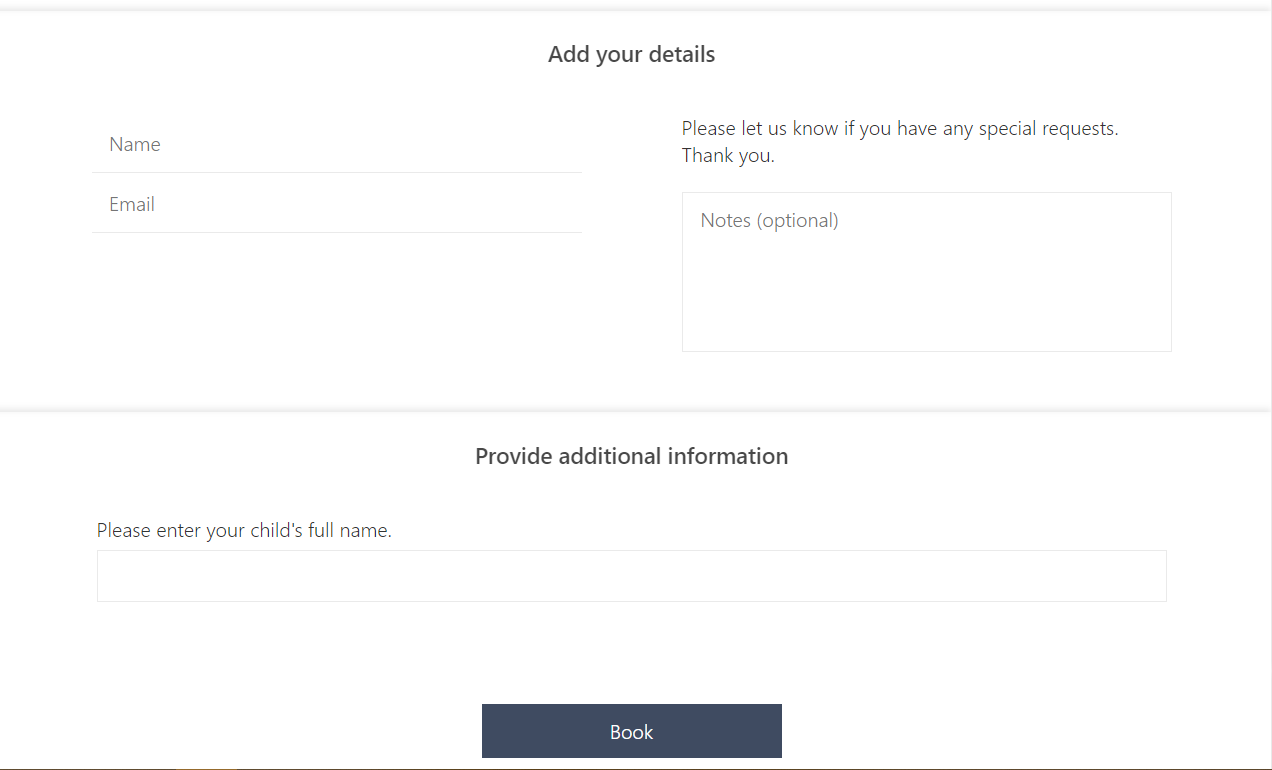 Add your details
Name
Email
Please let us know if you have any special requests.
Thank you.
Notes (optional)
Provide additional information
Please enter your child's full name.
Book